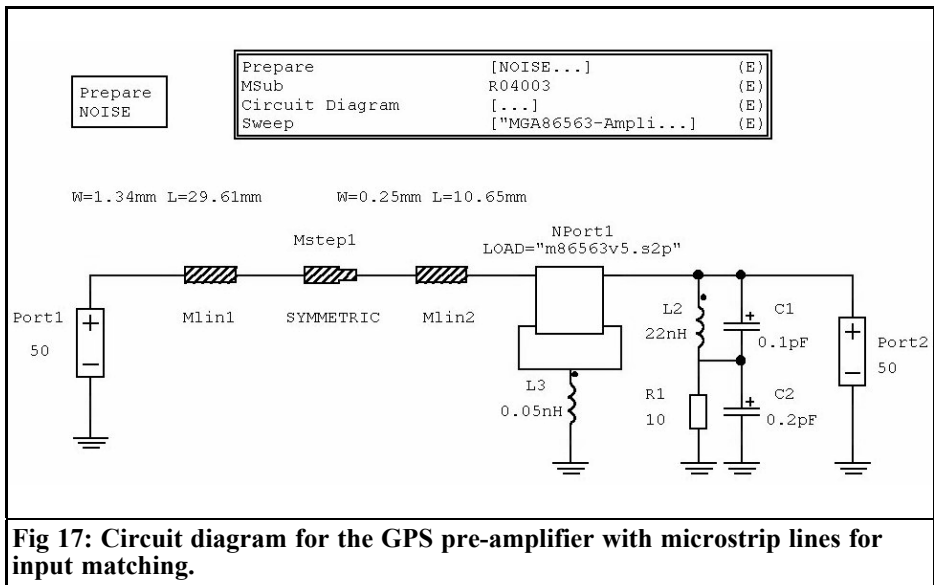 Prepare
NOISE
Prepare [NOISE...] (E)
MSub R04003 (E)
Circuit Diagram [...] (E)
Sweep ["MGA86563-Ampli...] (E)
W=1.34mm L=29.61mm W=0.25mm L=10.65mm
NPort1
LOAD="m86563v5.s2p"
Mstep1
Port1
50
+
Mlin1
SYMMETRIC
Mlin2
L3
0.05nH
L2
22nH
+
C1
0.1pF
R1
10
+
C2
0.2pF
+
Port2
50
Fig 17: Circuit diagram for the GPS pre-amplifier with microstrip lines for
input matching.